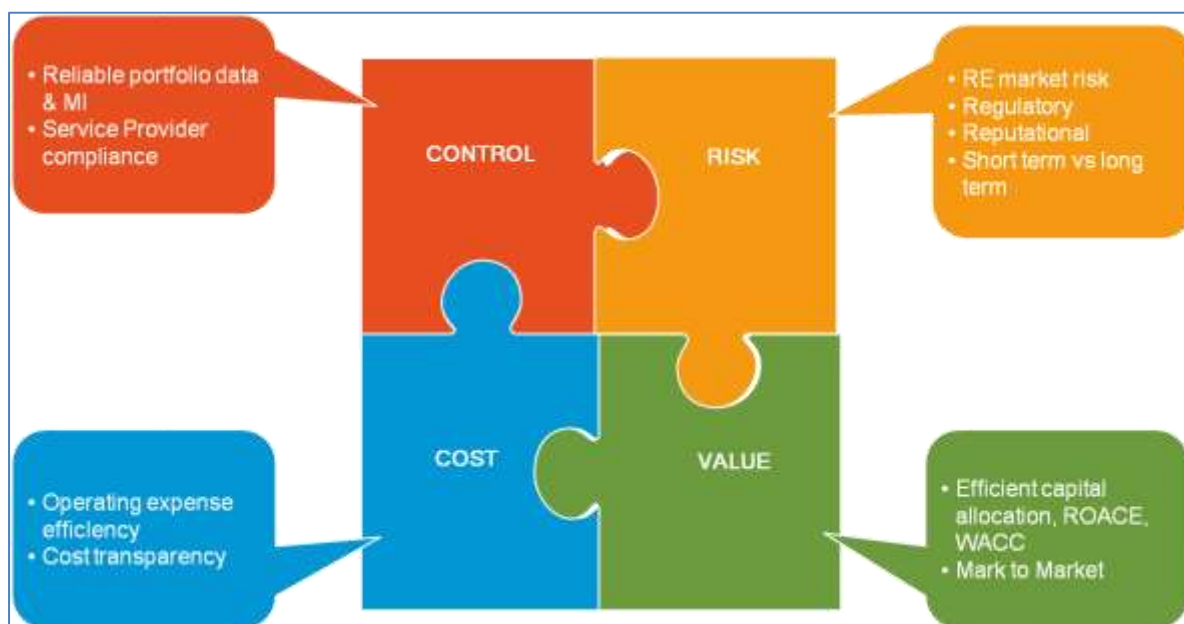 • Reliable portfolio data
& MI
• Service Provider
compliance
CONTROL
RISK
• RE market risk
• Regulatory
• Reputational
• Short term vs long
term
• Operating expense
efficiency
• Cost transparency
COST
VALUE
• Efficient capital
allocation, ROACE,
WACC
• Mark to Market